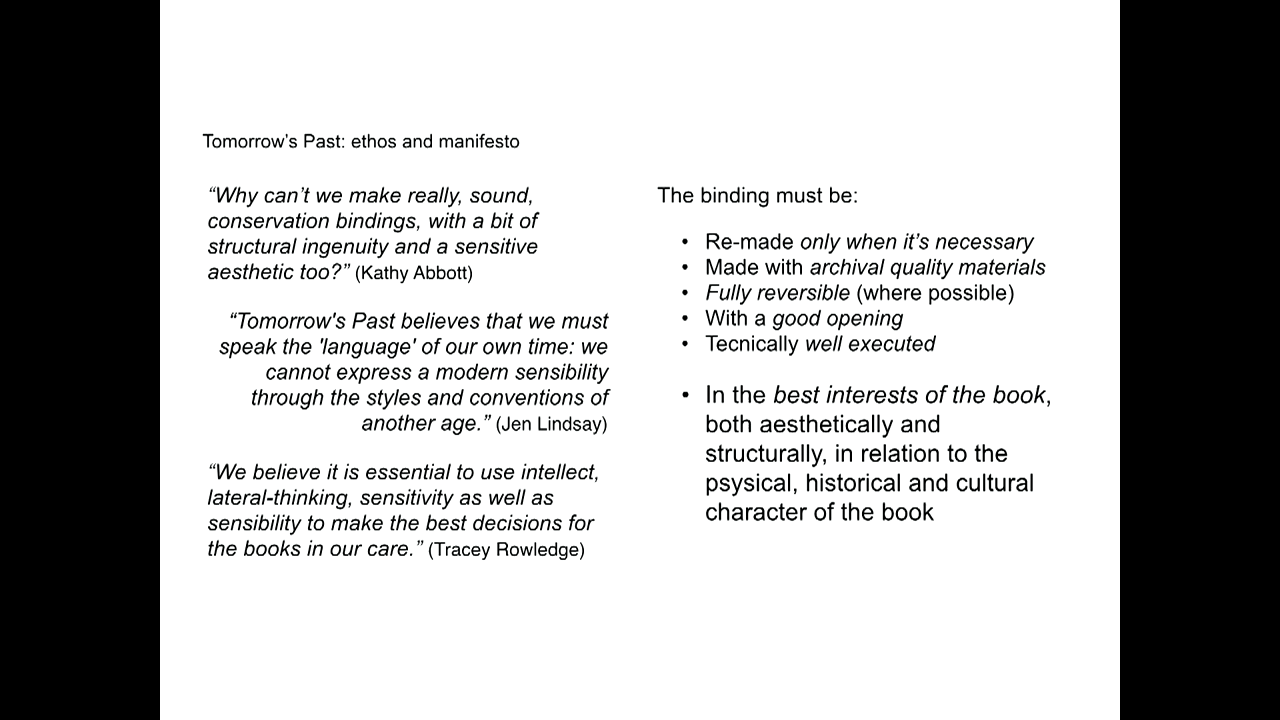 Tomorrow’s Past: ethos and manifesto
“Why can’t we make really, sound,
conservation bindings, with a bit of
structural ingenuity and a sensitive
aesthetic too?” (Kathy Abbott)
“Tomorrow's Past believes that we must
speak the 'language' of our own time: we
cannot express a modern sensibility
through the styles and conventions of
another age.” (Jen Lindsay)
“We believe it is essential to use intellect,
lateral-thinking, sensitivity as well as
sensibility to make the best decisions for
the books in our care.” (Tracey Rowledge)
The binding must be:
• Re-made only when it’s necessary
• Made with archival quality materials
• Fully reversible (where possible)
• With a good opening
• Tecnically well executed
• In the best interests of the book,
both aesthetically and
structurally, in relation to the
psysical, historical and cultural
character of the book